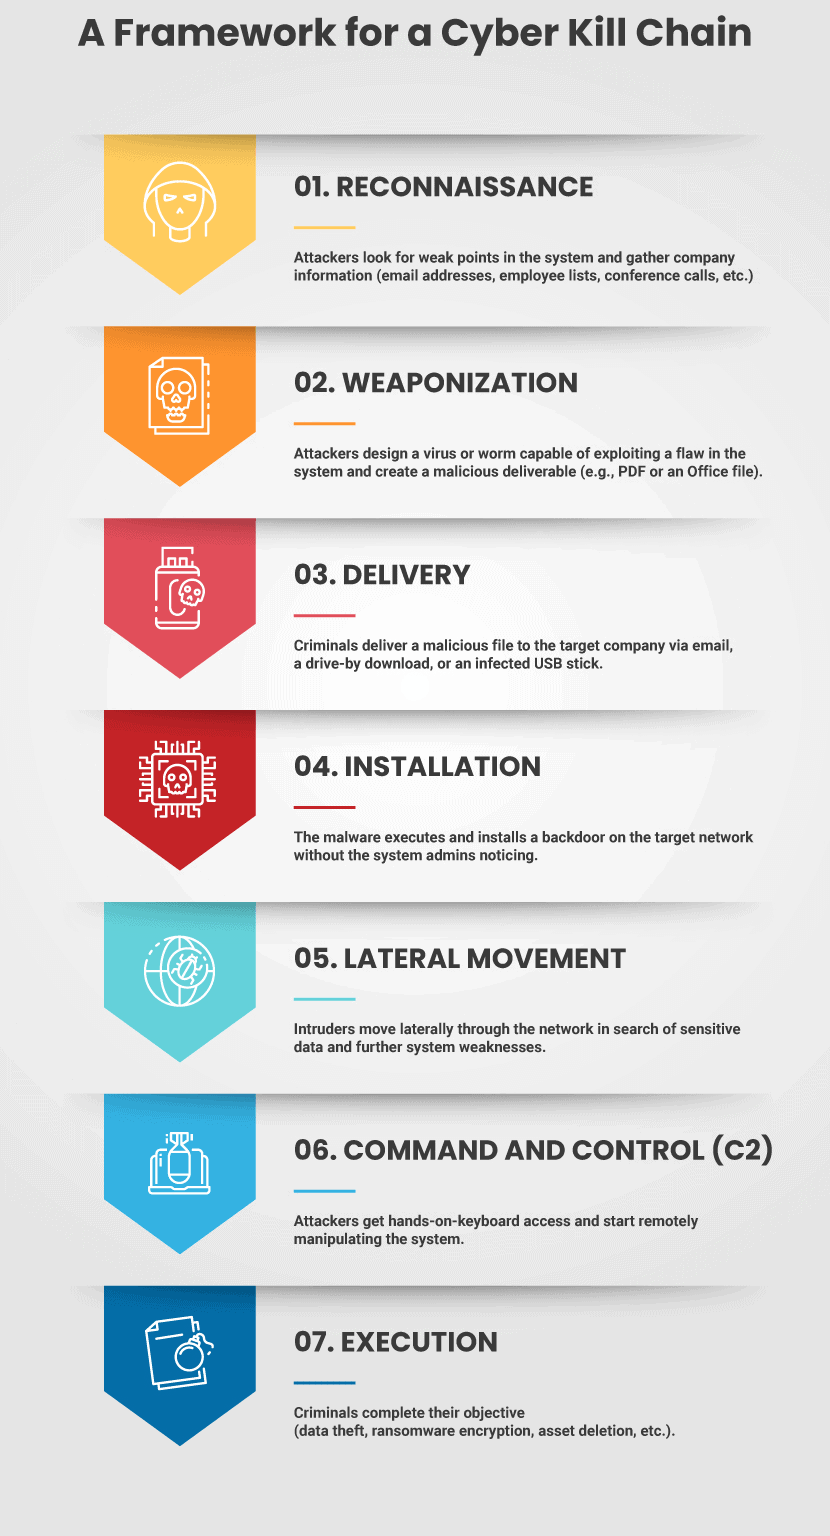 A Framework for a Cyber Kill Chain
01. RECONNAISSANCE
Attackers look for weak points in the system and gather company
information (email addresses, employee lists, conference calls, etc.)
02. WEAPONIZATION
Attackers design a virus or worm capable of exploiting a flaw in the
system and create a malicious deliverable (e.g., PDF or an Office file).
03. DELIVERY
Criminals deliver a malicious file to the target company via email,
a drive-by download, or an infected USB stick.
04. INSTALLATION
The malware executes and installs a backdoor on the target network
without the system admins noticing.
05. LATERAL MOVEMENT
Intruders move laterally through the network in search of sensitive
data and further system weaknesses.
06. COMMAND AND CONTROL (C2)
Attackers get hands-on-keyboard access and start remotely
manipulating the system.
07. EXECUTION
Criminals complete their objective
(data theft, ransomware encryption, asset deletion, etc.).